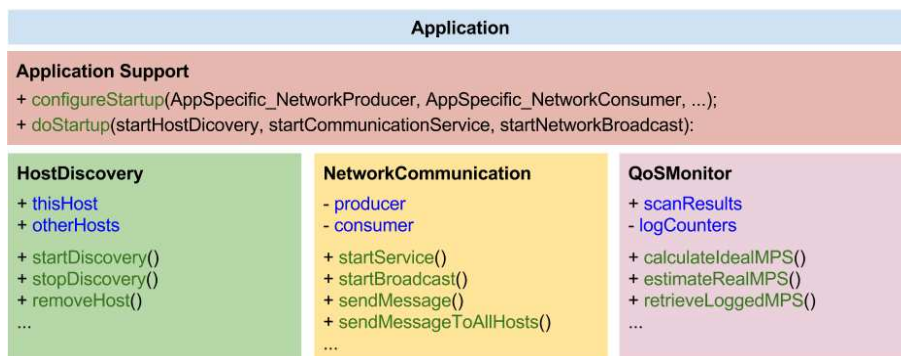 Application
Application Support
+ configureStartup(AppSpecific_NetworkProducer, AppSpecific_NetworkConsumer, ...);
+ doStartup(startHostDicovery, startCommunicationService, startNetworkBroadcast):
HostDiscovery
+ thisHost
+ otherHosts
+ startDiscovery()
+ stopDiscovery()
+ removeHost()
...
NetworkCommunication
- producer
- consumer
+ startService()
+ startBroadcast()
+ sendMessage()
+ sendMessageToAllHosts()
...
QoSMonitor
+ scanResults
- logCounters
+ calculateIdealMPS()
+ estimateRealMPS()
+ retrieveLoggedMPS()
...